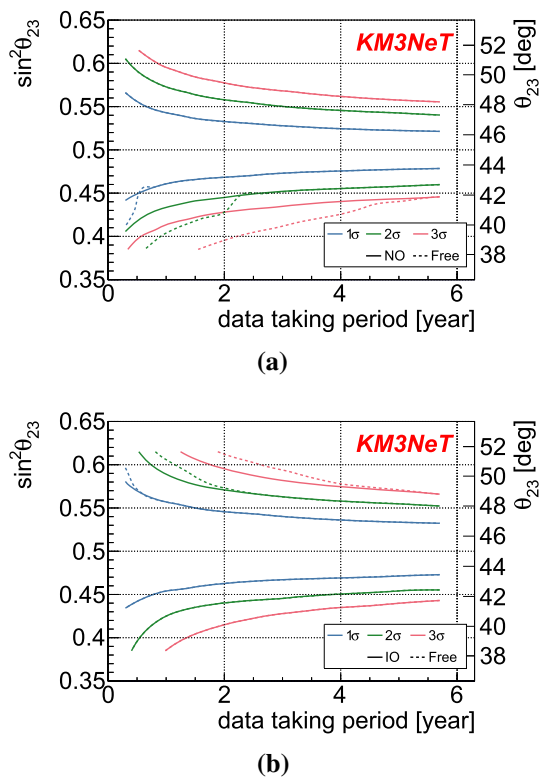 KM3NeT
sin²θ₂₃
θ₂₃ [deg]
0.65
0.6
0.55
0.5
0.45
0.4
0.35
52
50
48
46
44
42
40
38
1σ 2σ 3σ
NO Free
0 2 4 6
data taking period [year]
(a)
KM3NeT
sin²θ₂₃
θ₂₃ [deg]
0.65
0.6
0.55
0.5
0.45
0.4
0.35
52
50
48
46
44
42
40
38
1σ 2σ 3σ
IO Free
0 2 4 6
data taking period [year]
(b)